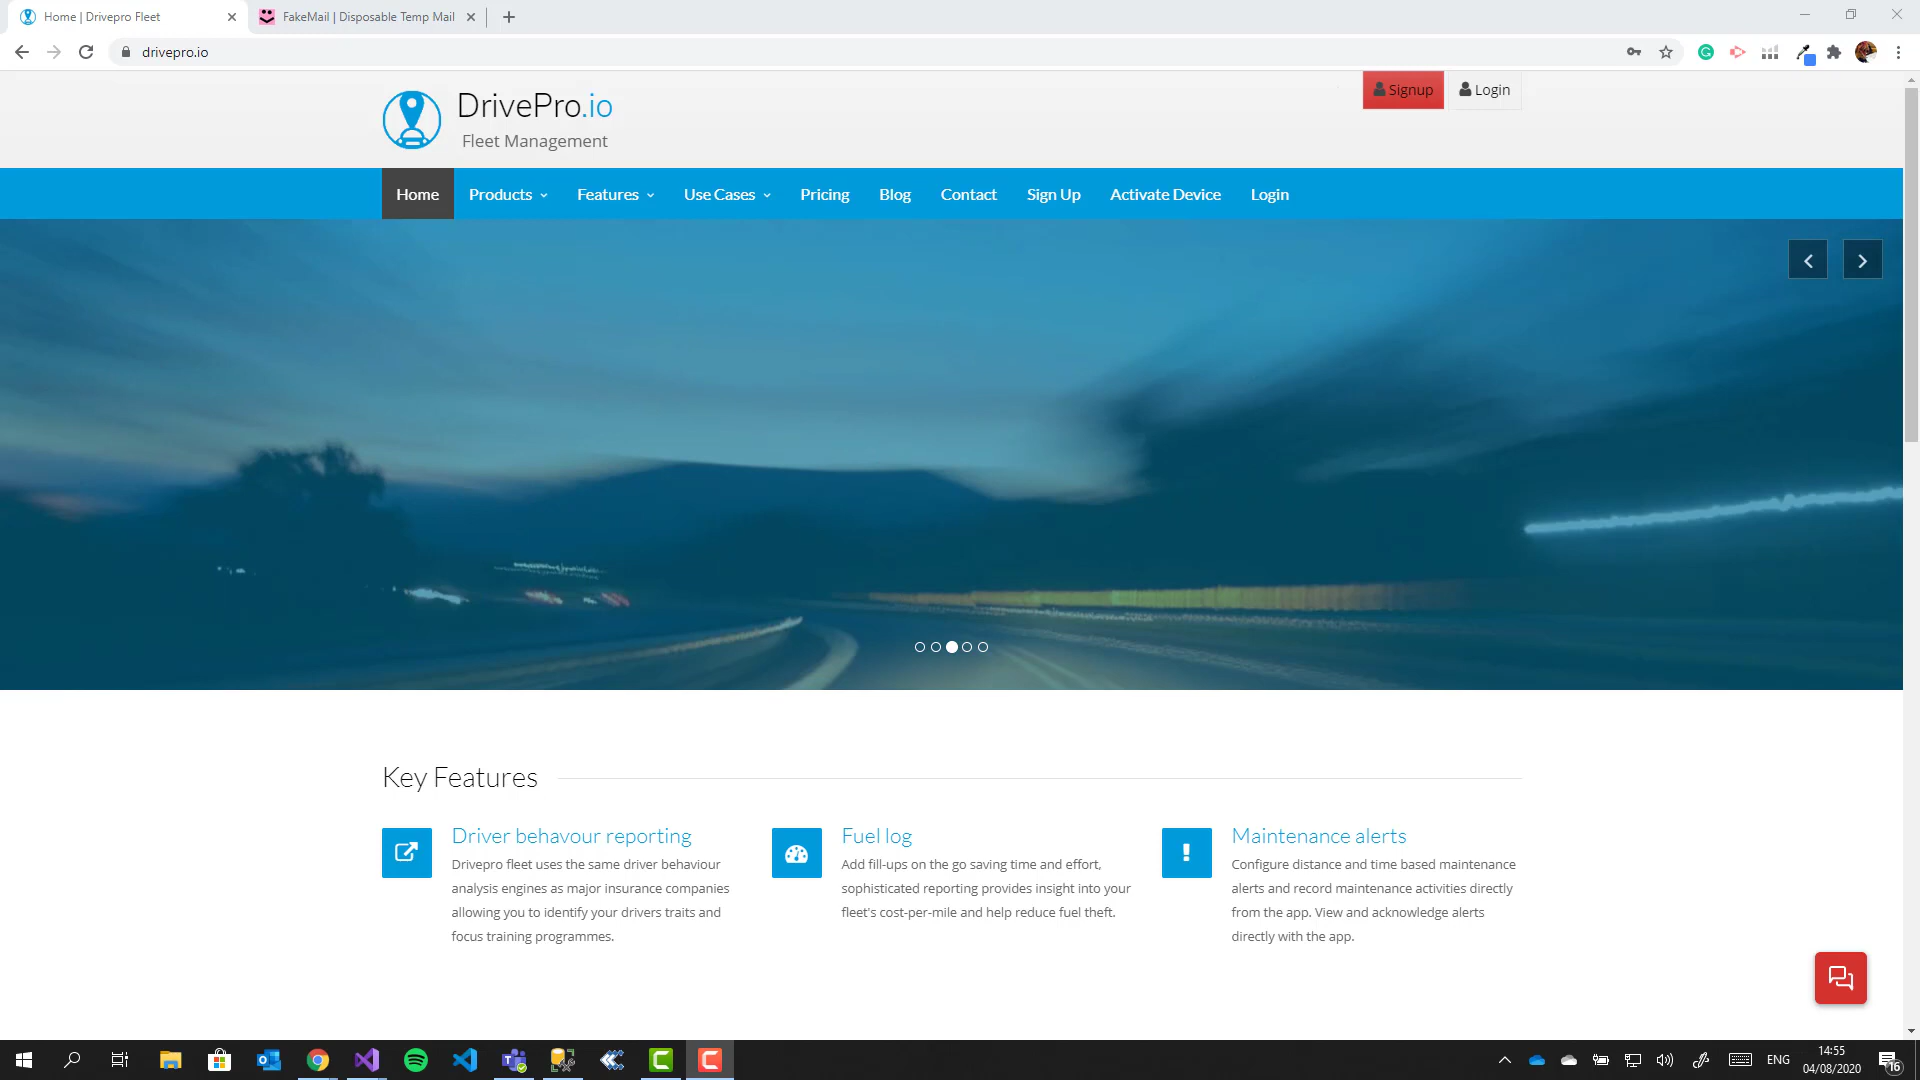 Home | Drivepro Fleet
FakeMail | Disposable Temp Mail
drivepro.io
DrivePro.io
Fleet Management
Signup
Login
Home
Products
Features
Use Cases
Pricing
Blog
Contact
Sign Up
Activate Device
Login
Key Features
Driver behavour reporting
Drivepro fleet uses the same driver behaviour
analysis engines as major insurance companies
allowing you to identify your drivers traits and
focus training programmes.
Fuel log
Add fill-ups on the go saving time and effort,
sophisticated reporting provides insight into your
fleet's cost-per-mile and help reduce fuel theft.
Maintenance alerts
Configure distance and time based maintenance
alerts and record maintenance activities directly
from the app. View and acknowledge alerts
directly with the app.
ENG
14:55
04/08/2020
16